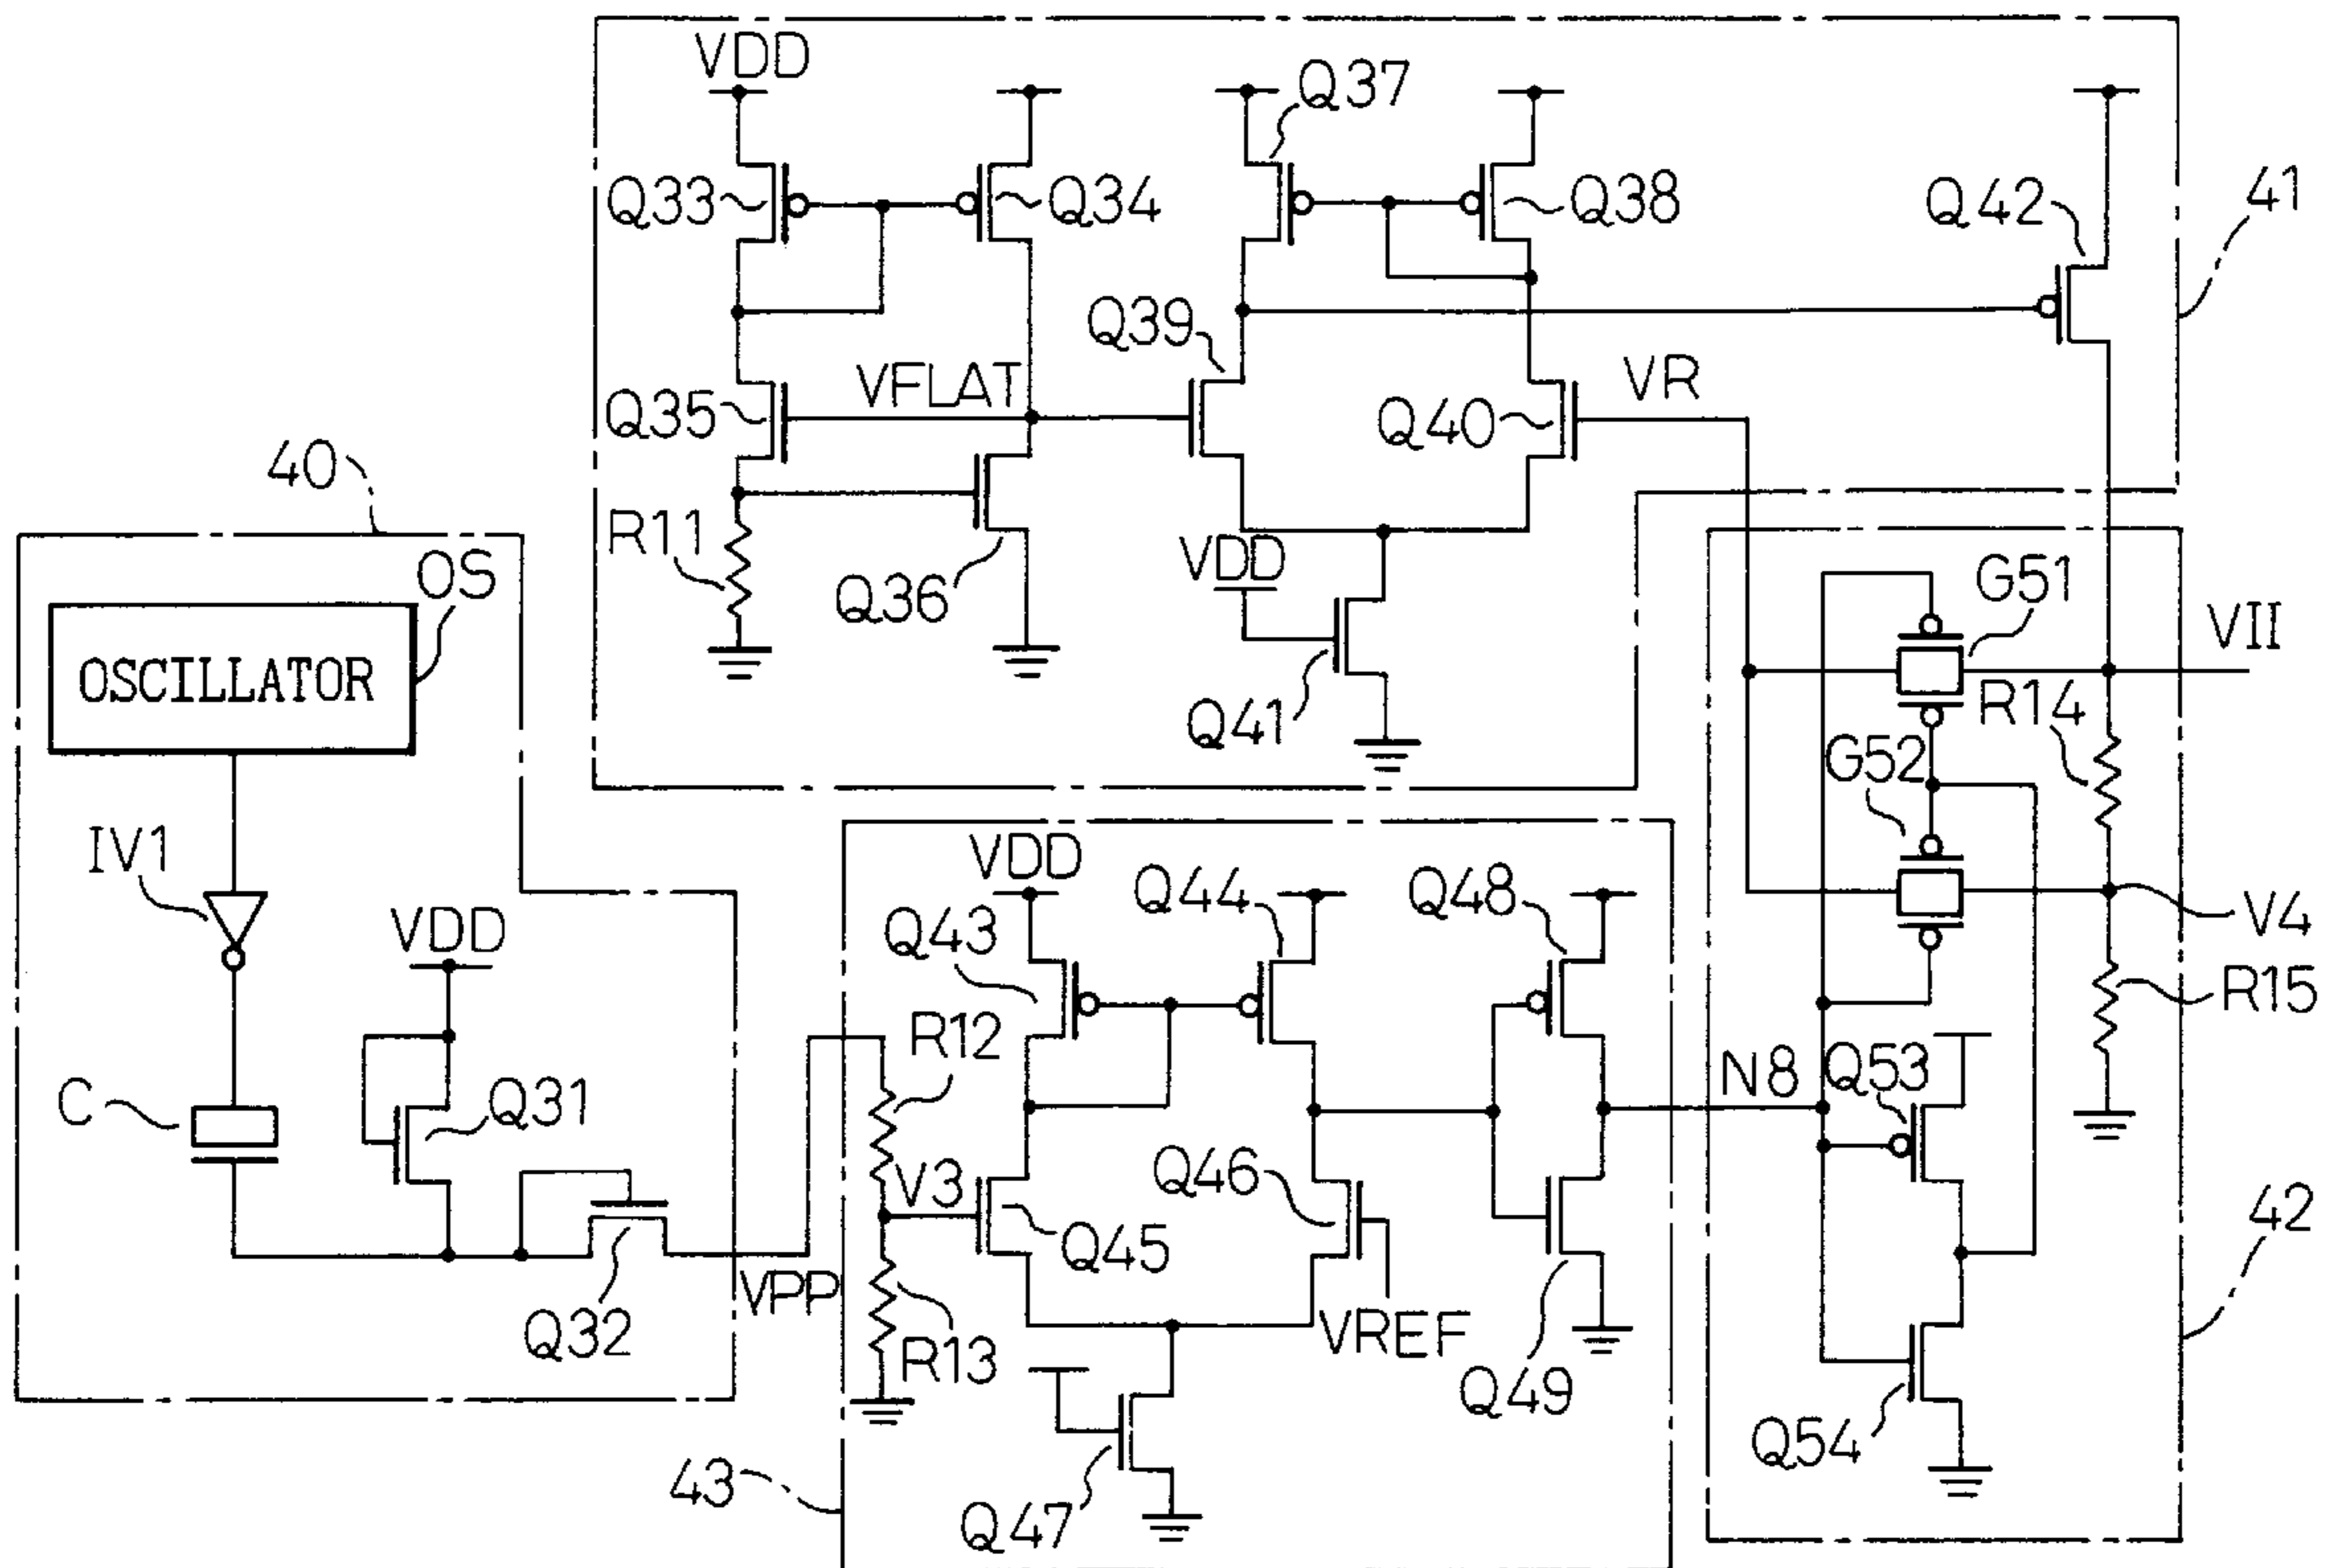 VDD
Q37
Q33
Q34
Q38
Q42
41
Q39
VFLAT
VR
Q35
Q40
40
R11
Q36
VDD
OS
G51
VII
OSCILLATOR
Q41
R14
G52
IV1
VDD
Q44
Q48
V4
VDD
Q43
R12
R15
N8
Q53
C
Q31
V3
Q46
Q45
42
VPP
Q32
VREF
R13
Q49
Q54
43
Q47